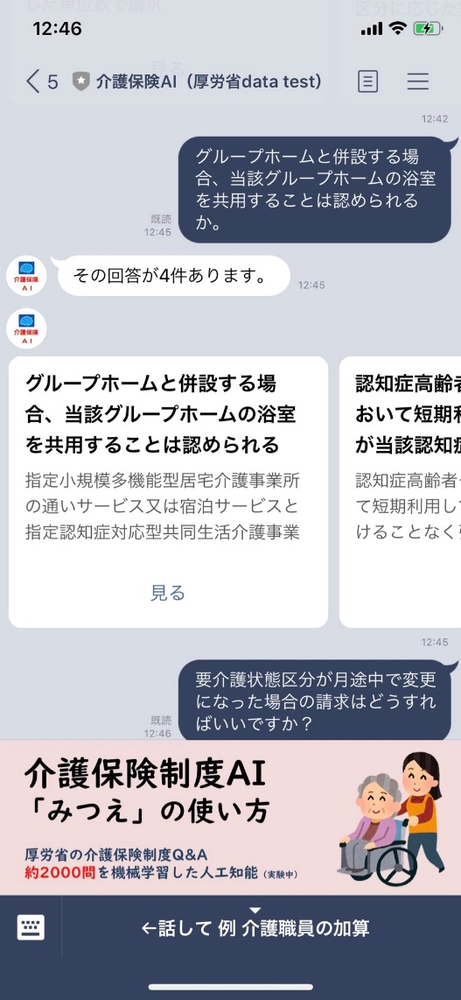 した単位数で請求
区分に応じた
見る
12:46
5 介護保険AI（厚労省data test）
12:42
グループホームと併設する場
合、当該グループホームの浴室
を共用することは認められる
か。
既読
12:45
介護保険
AI
その回答が4件あります。
12:45
介護保険
AI
グループホームと併設する場
合、当該グループホームの浴室
を共用することは認められる
指定小規模多機能型居宅介護事業所
の通いサービス又は宿泊サービスと
指定認知症対応型共同生活介護事業
見る
認知症高齢者
おいて短期利
が当該認知症
認知症高齢者
て短期利用し
けることなく
12:45
要介護状態区分が月途中で変更
になった場合の請求はどうすれ
ばいいですか？
既読
12:46
介護保険制度AI
「みつえ」の使い方
厚労省の介護保険制度Q&A
約2000問を機械学習した人工知能（実験中）
←話して 例 介護職員の加算